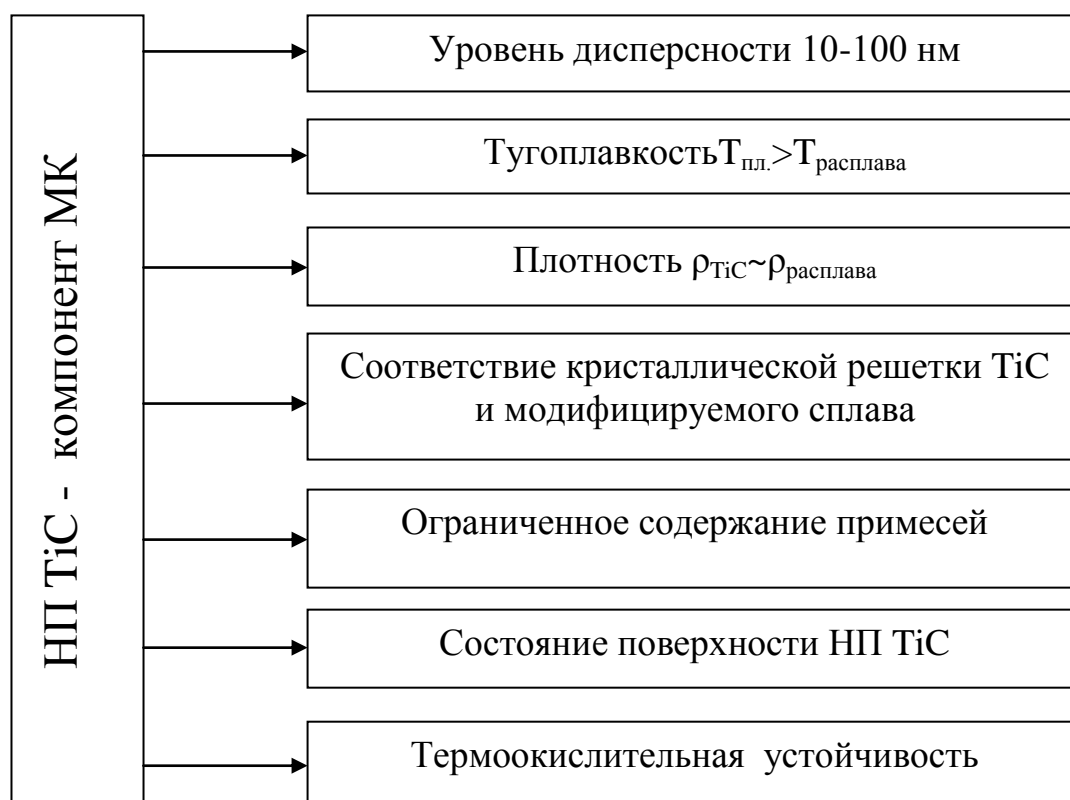 НП TiC - компонент МК
Уровень дисперсности 10-100 нм
ТугоплавкостьTпл.>Tрасплава
Плотность ρTiC~ρрасплава
Соответствие кристаллической решетки TiC
и модифицируемого сплава
Ограниченное содержание примесей
Состояние поверхности НП TiC
Термоокислительная устойчивость